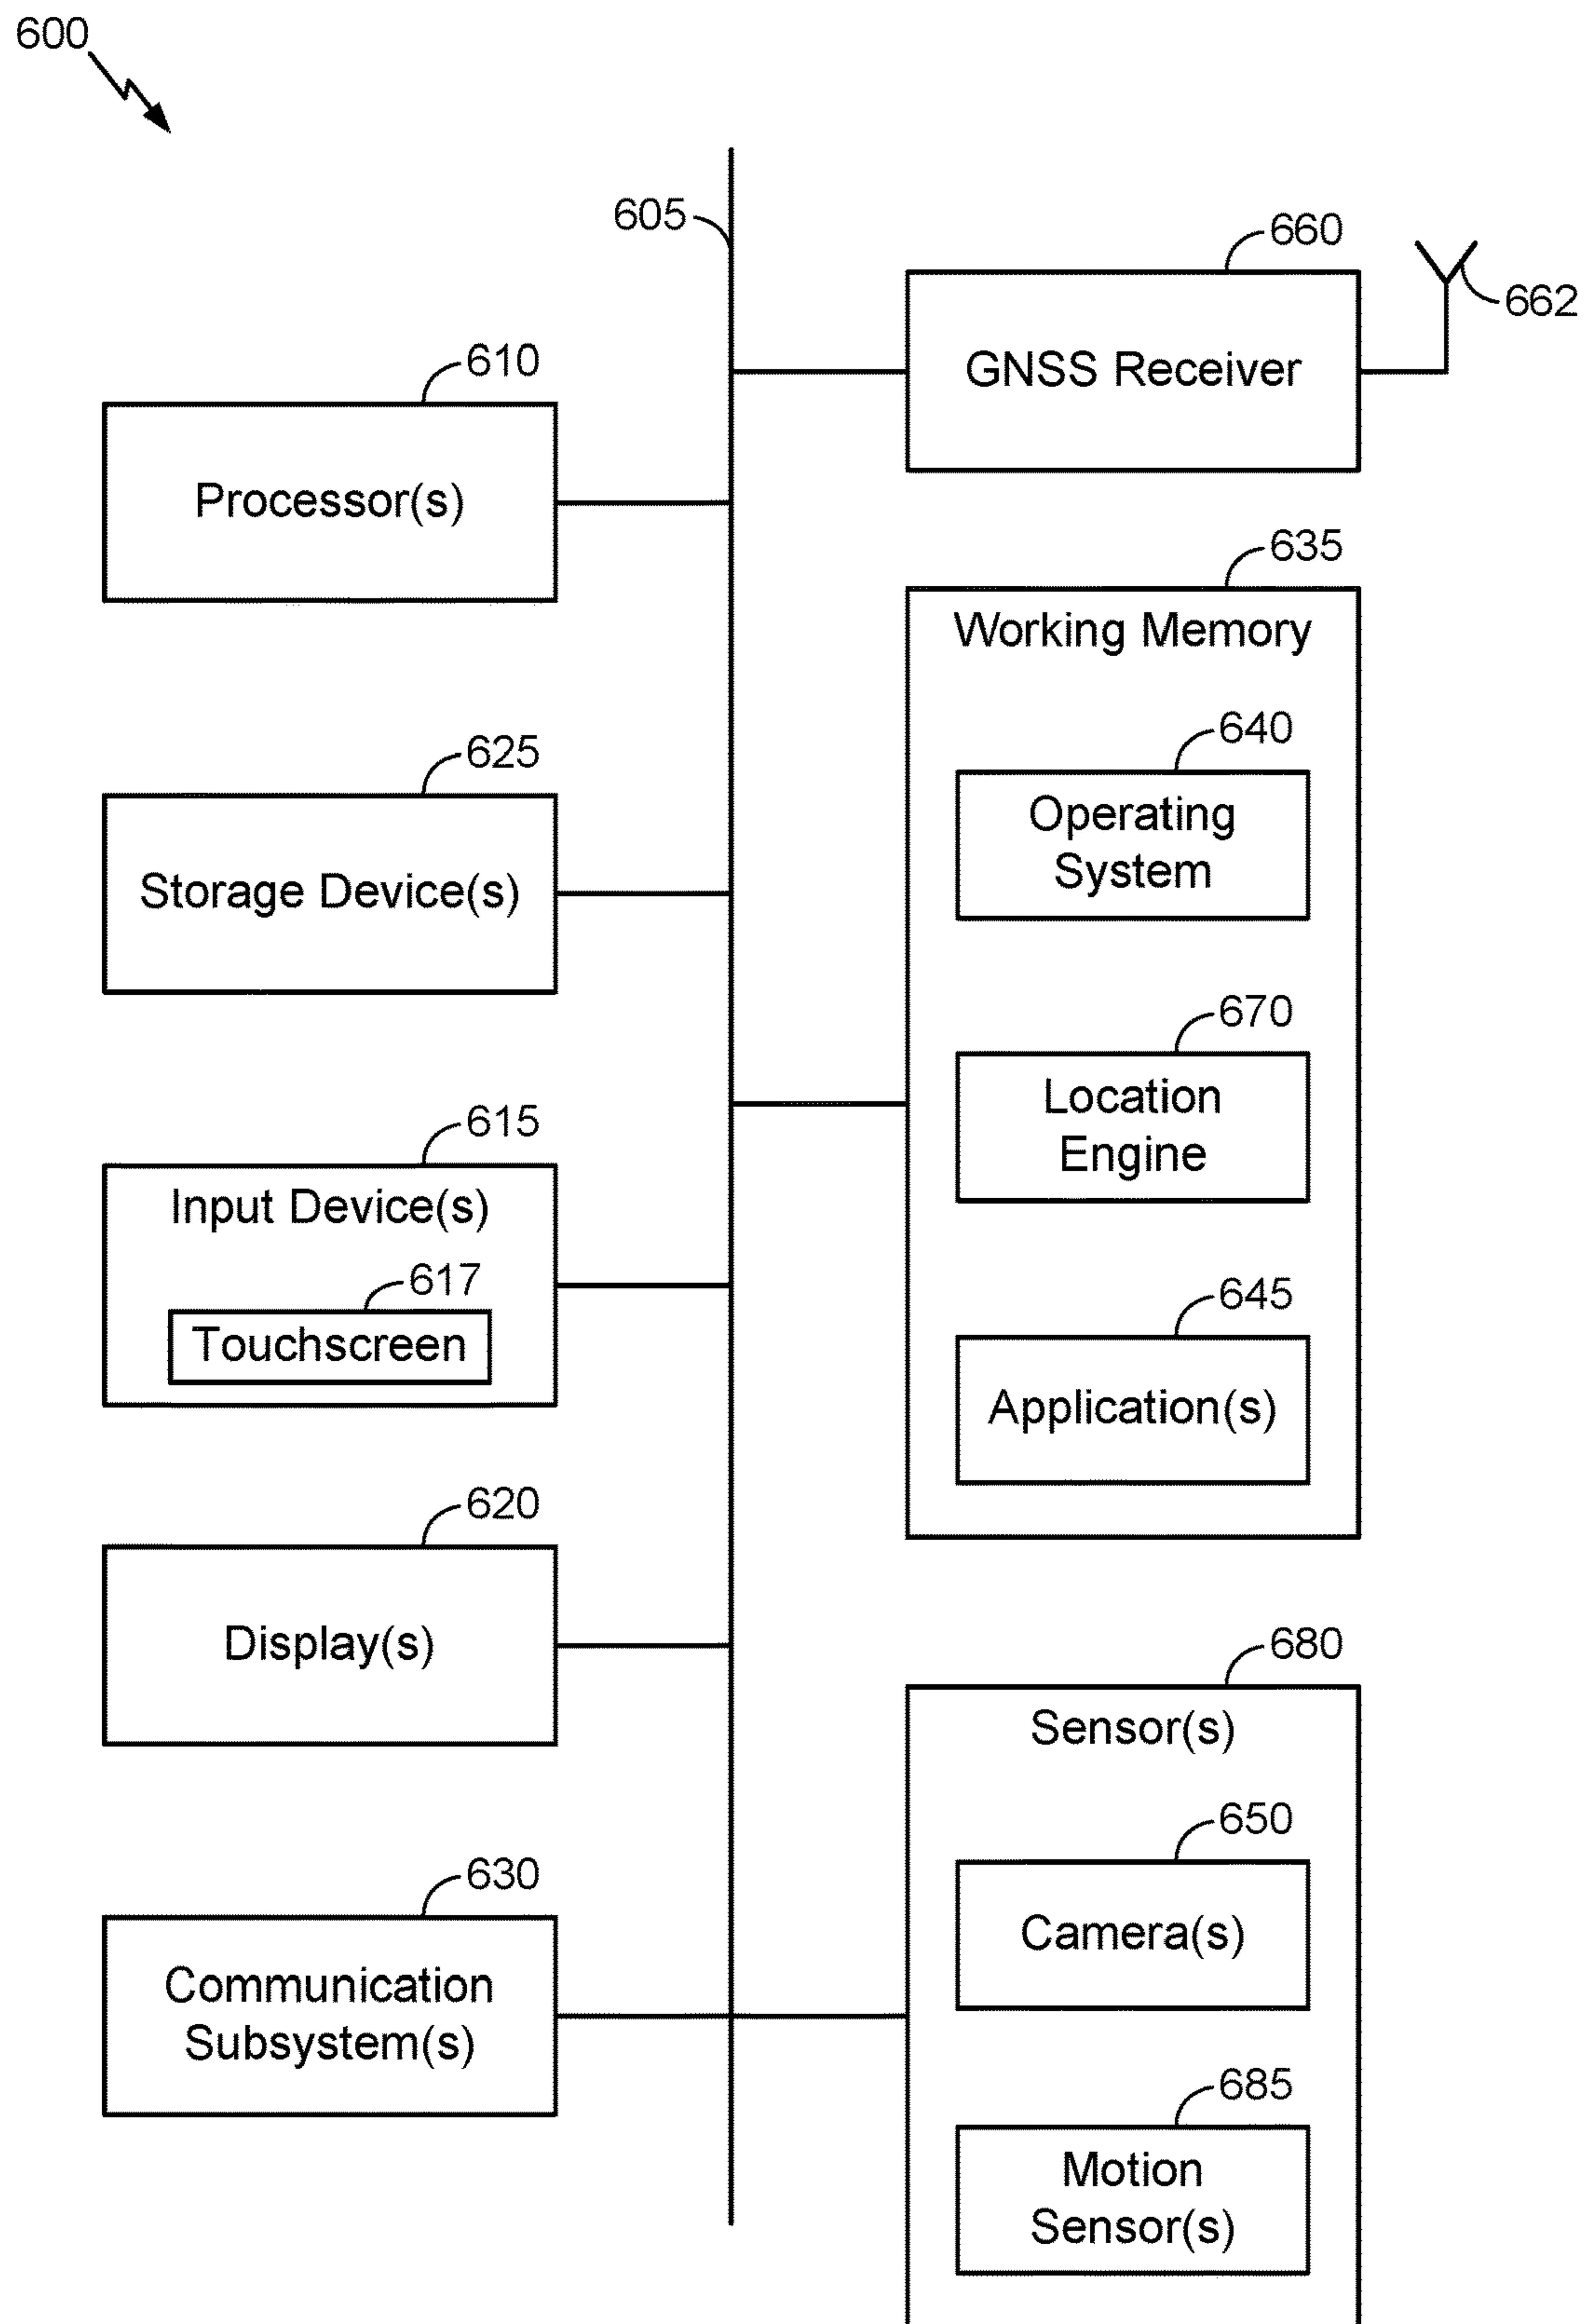 600
605
660
662
GNSS Receiver
610
Processor(s)
635
Working Memory
640
Operating
System
625
Storage Device(s)
670
Location
Engine
615
Input Device(s)
617
Touchscreen
645
Application(s)
620
Display(s)
680
Sensor(s)
650
Camera(s)
630
Communication
Subsystem(s)
685
Motion
Sensor(s)